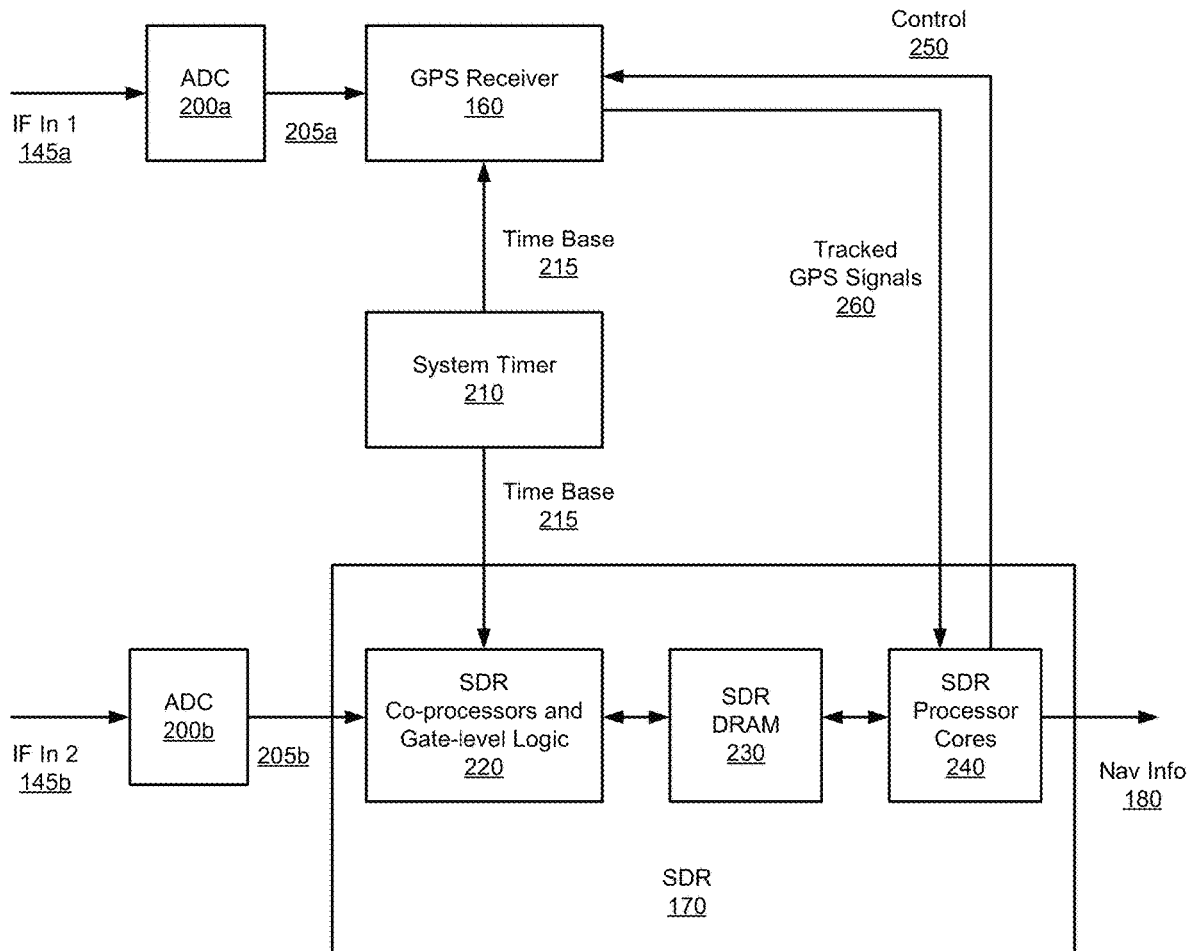 Control
250
ADC
200a
GPS Receiver
160
IF In 1
145a
205a
Time Base
215
Tracked
GPS Signals
260
System Timer
210
Time Base
215
ADC
200b
SDR
Co-processors and
Gate-level Logic
220
SDR
DRAM
230
SDR
Processor
Cores
240
IF In 2
145b
205b
Nav Info
180
SDR
170